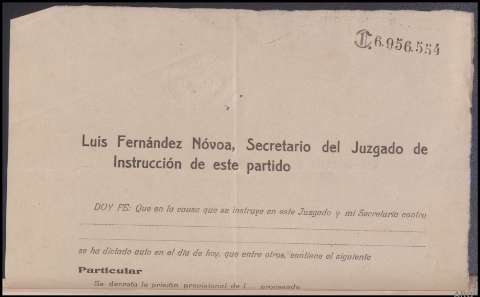 C.6.956.554
Luis Fernández Nóvoa, Secretario del Juzgado de
Instrucción de este partido
DOY FE: Que en la causa que se instruye en este Juzgado y mi Secretaría contra
se ha dictado auto en el día de hoy, que entre otros, contiene el siguiente
Particular
Se decreta la prisión provisional de l... procesado